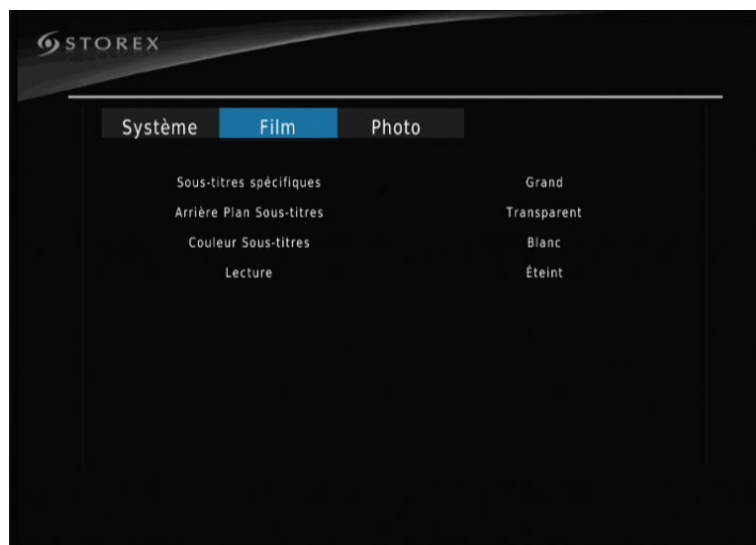 STOREX
Système Film Photo
Sous-titres spécifiques Grand
Arrière Plan Sous-titres Transparent
Couleur Sous-titres Blanc
Lecture Éteint